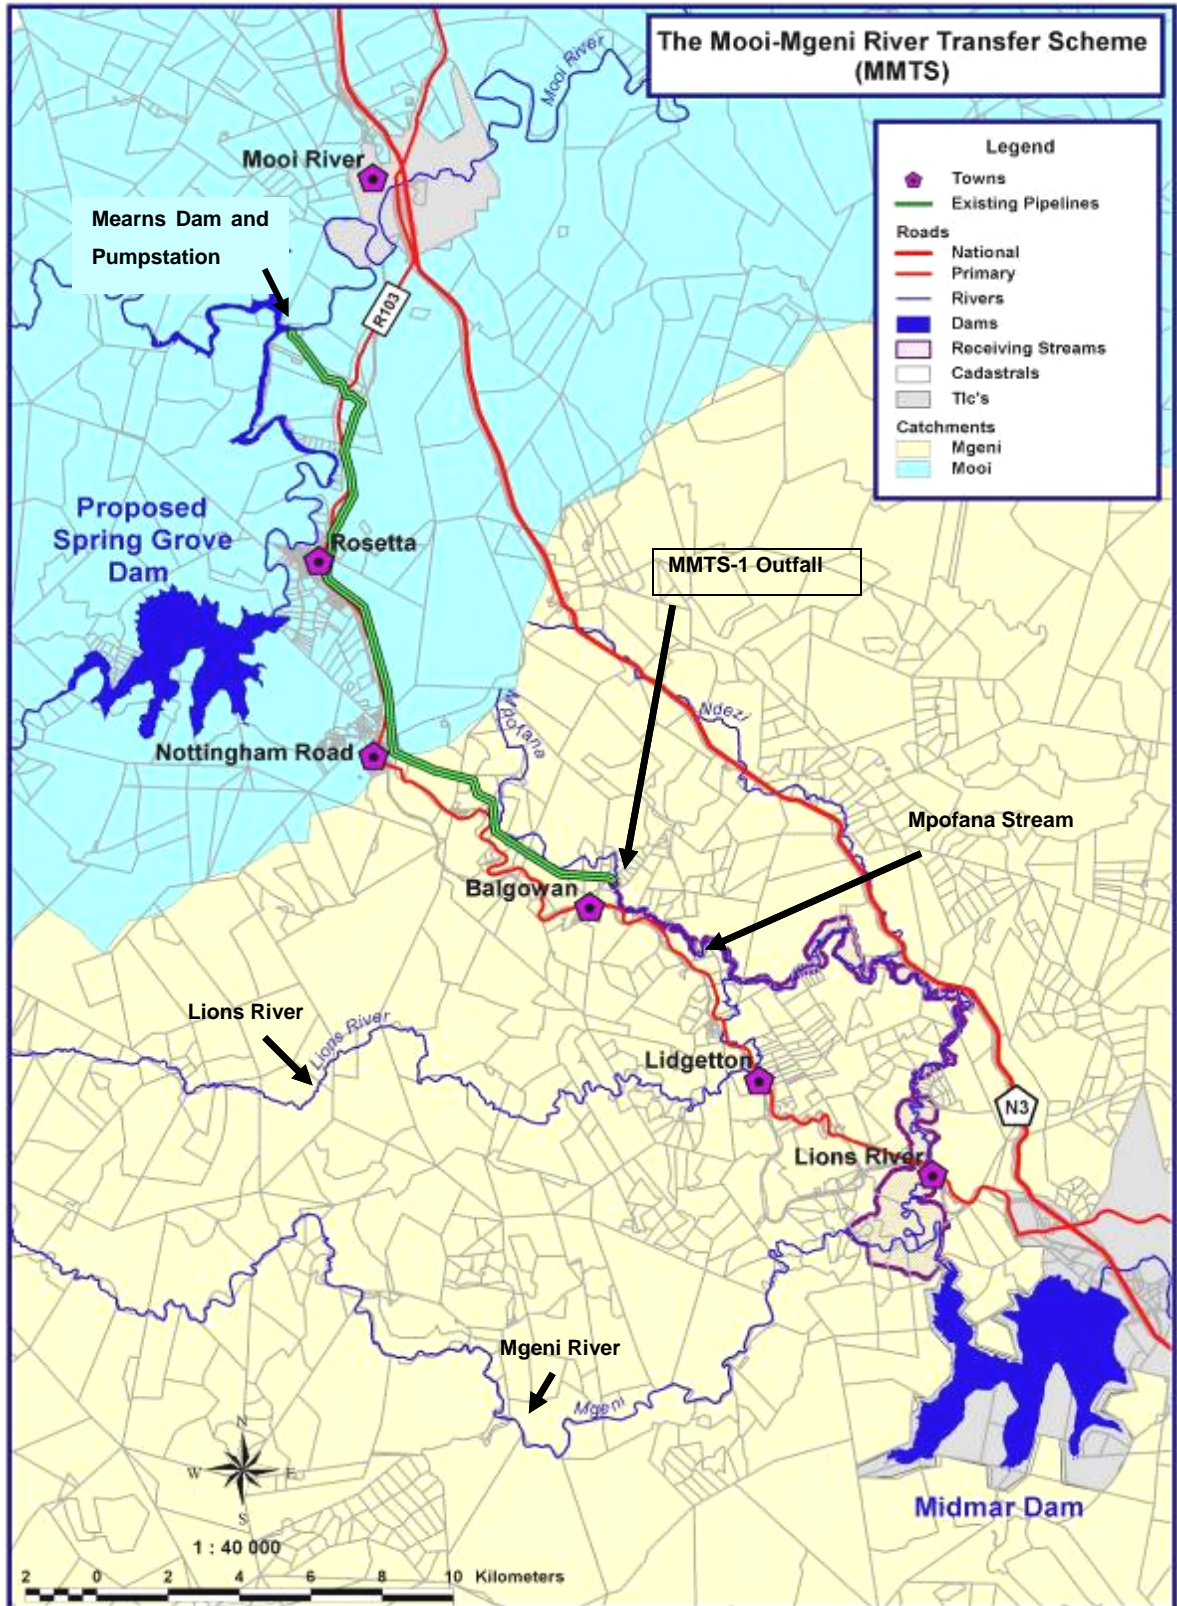 The Mooi-Mgeni River Transfer Scheme
(MMTS)
Mooi River
Mooi River
Legend
Towns
Existing Pipelines
Roads
National
Primary
Rivers
Dams
Receiving Streams
Cadastrals
Tlc's
Catchments
Mgeni
Mooi
Mearns Dam and
Pumpstation
R103
Proposed
Spring Grove
Dam
Rosetta
MMTS-1 Outfall
Mpofana
Ndezi
Nottingham Road
Mpofana Stream
Balgowan
Lions River
Lions River
Lidgetton
N3
Lions River
Mgeni River
Mgeni
Midmar Dam
N
W
E
S
1 : 40 000
2 0 2 4 6 8 10 Kilometers